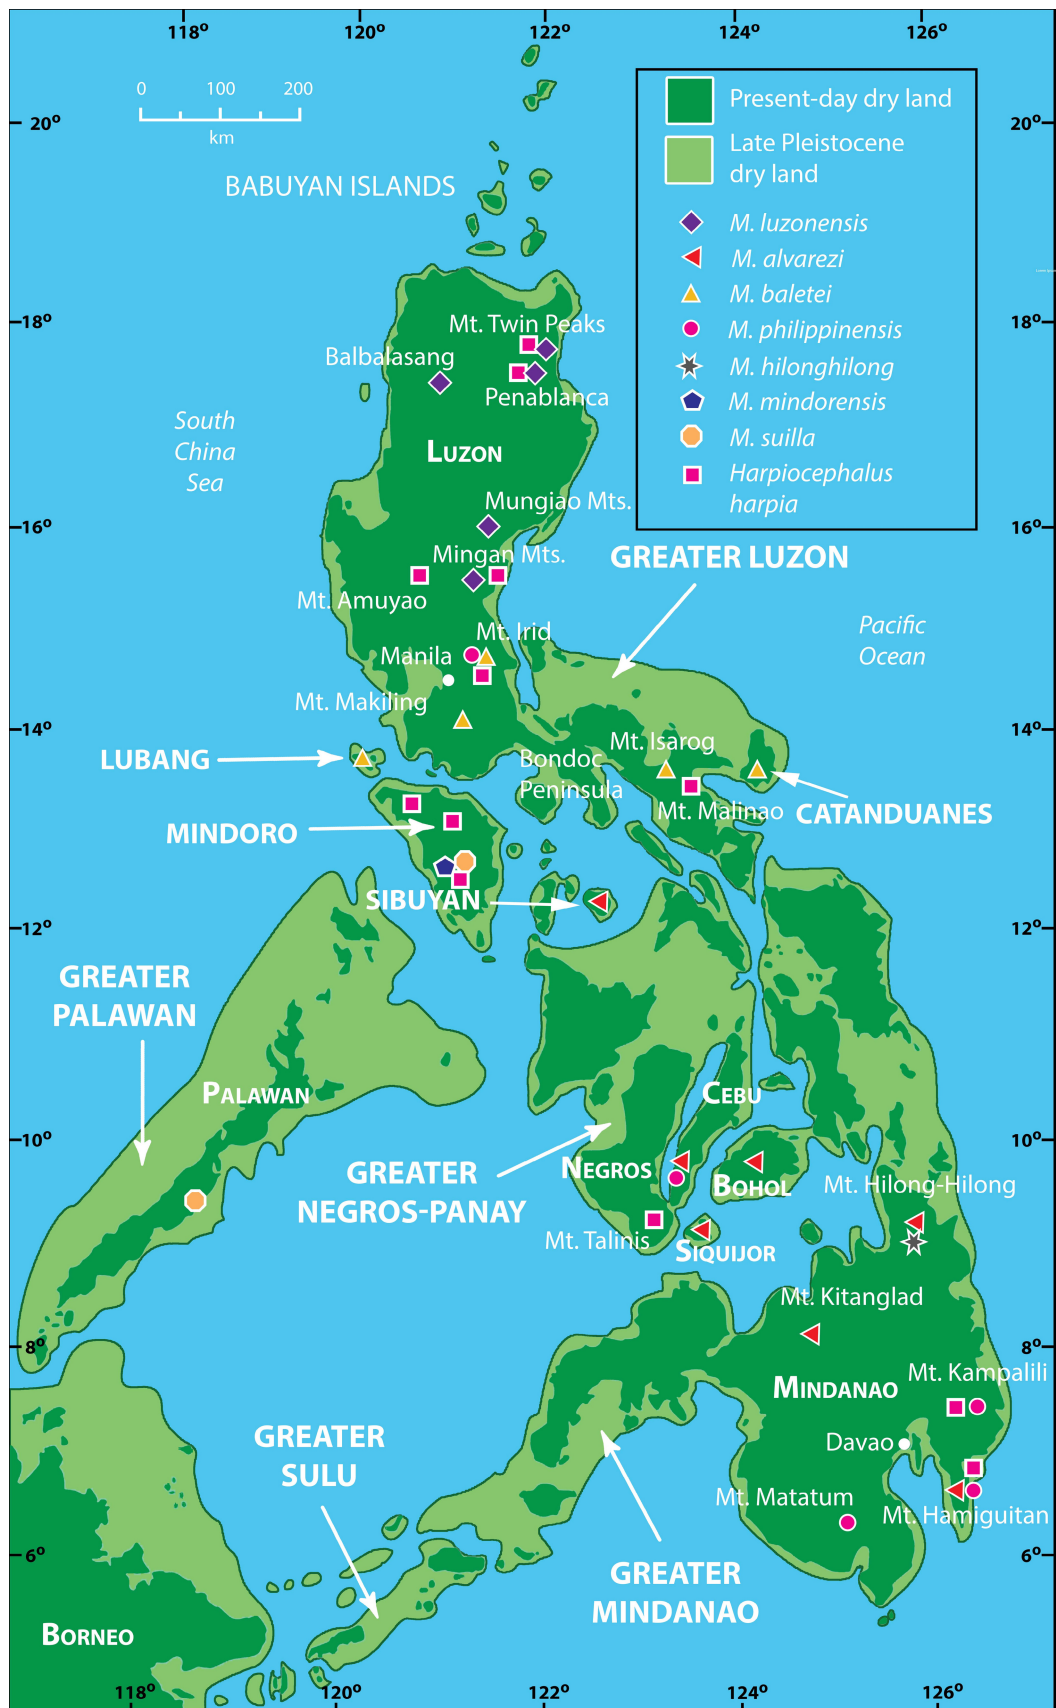 118º 120º 122º 124º 126º
0 100 200
km
20º 20º
BABUYAN ISLANDS
Present-day dry land
Late Pleistocene
dry land
M. luzonensis
M. alvarezi
M. baletei
M. philippinensis
M. hilonghilong
M. mindorensis
M. suilla
Harpiocephalus
harpia
18º 18º
Mt. Twin Peaks
Balbalasang
Penablanca
South
China
Sea
LUZON
Mungiao Mts.
16º 16º
Mingan Mts.
GREATER LUZON
Mt. Amuyao
Pacific
Ocean
Mt. Irid
Manila
Mt. Makiling
14º 14º
LUBANG
Mt. Isarog
Bondoc
Peninsula
Mt. Malinao
CATANDUANES
MINDORO
SIBUYAN
12º 12º
GREATER
PALAWAN
PALAWAN
CEBU
10º 10º
GREATER
NEGROS-PANAY
NEGROS
BOHOL
Mt. Hilong-Hilong
Mt. Talinis
SIQUIJOR
Mt. Kitanglad
8º 8º
Mt. Kampalili
MINDANAO
GREATER
SULU
Davao
Mt. Matatum
Mt. Hamiguitan
6º 6º
GREATER
MINDANAO
BORNEO
118º 120º 122º 124º 126º